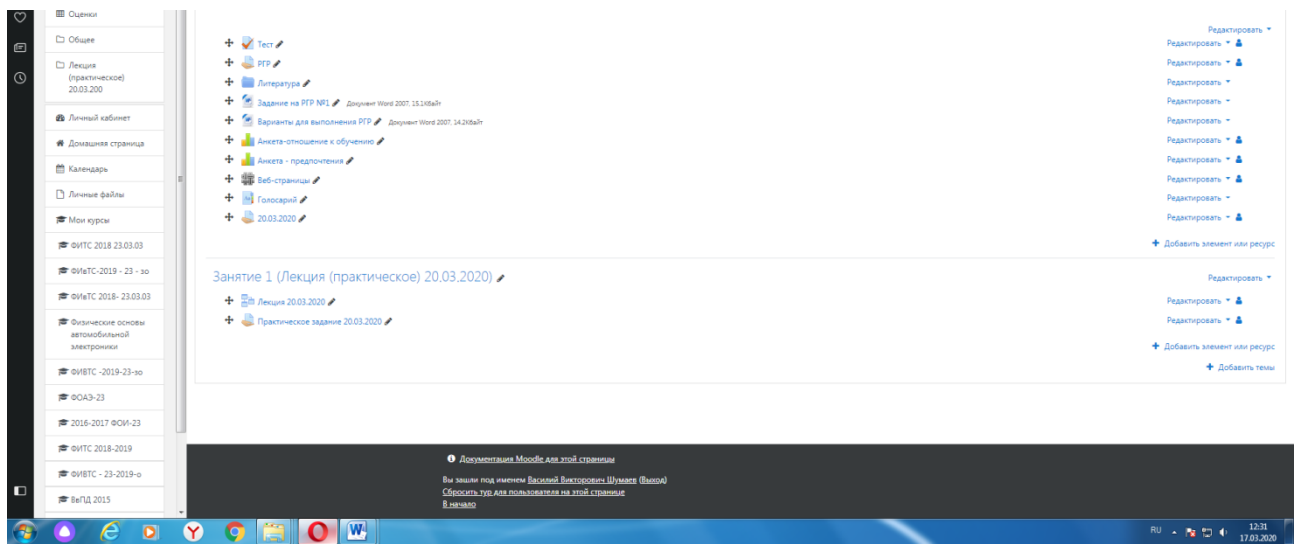 Оценки
Общее
Лекция
(практическое)
20.03.200
Личный кабинет
Домашняя страница
Календарь
Личные файлы
Мои курсы
ФИТС 2018 23.03.03
ФИвТС-2019 - 23 - зо
ФИвТС 2018- 23.03.03
Физические основы
автомобильной
электроники
ФИВТС -2019-23-зо
ФОАЭ-23
2016-2017 ФОИ-23
ФИТС 2018-2019
ФИВТС - 23-2019-о
ВвПД 2015
Редактировать
Тест Редактировать
РГР Редактировать
Литература Редактировать
Задание на РГР №1 Документ Word 2007, 15.1Кбайт Редактировать
Варианты для выполнения РГР Документ Word 2007, 14.2Кбайт Редактировать
Анкета-отношение к обучению Редактировать
Анкета - предпочтения Редактировать
Веб-страницы Редактировать
Голосарий Редактировать
20.03.2020 Редактировать
Добавить элемент или ресурс
Занятие 1 (Лекция (практическое) 20,03,2020) Редактировать
Лекция 20.03.2020 Редактировать
Практическое задание 20.03.2020 Редактировать
Добавить элемент или ресурс
Добавить темы
Документация Moodle для этой страницы
Вы зашли под именем Василий Викторович Шумаев (Выход)
Сбросить тур для пользователя на этой странице
В начало
RU
12:31
17.03.2020